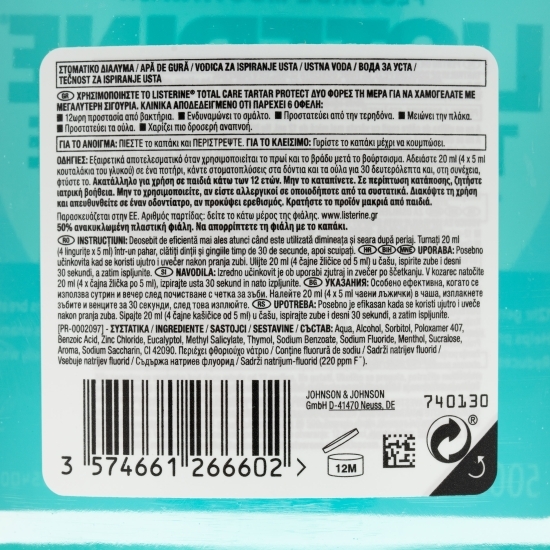 ΣΤΟΜΑΤΙΚΟ ΔΙΑΛΥΜΑ / APĂ DE GURĂ / VODICA ZA ISPIRANJE USTA / USTNA VODA / ВОДА ЗА УСТА /
TEČNOST ZA ISPIRANJE USTA
GR ΧΡΗΣΙΜΟΠΟΙΗΣΤΕ ΤΟ LISTERINE® TOTAL CARE TARTAR PROTECT ΔΥΟ ΦΟΡΕΣ ΤΗ ΜΕΡΑ ΓΙΑ ΝΑ ΧΑΜΟΓΕΛΑΤΕ ΜΕ
ΜΕΓΑΛΥΤΕΡΗ ΣΙΓΟΥΡΙΑ. ΚΛΙΝΙΚΑ ΑΠΟΔΕΔΕΙΓΜΕΝΟ ΟΤΙ ΠΑΡΕΧΕΙ 6 ΟΦΕΛΗ:
■ 12ωρη προστασία από βακτήρια. ■ Ενδυναμώνει το σμάλτο. ■ Προστατεύει από την τερηδόνα. ■ Μειώνει την πλάκα.
■ Προστατεύει τα ούλα. ■ Χαρίζει πιο δροσερή αναπνοή.
ΓΙΑ ΤΟ ΑΝΟΙΓΜΑ: ΠΙΕΣΤΕ το καπάκι και ΠΕΡΙΣΤΡΕΨΤΕ. ΓΙΑ ΤΟ ΚΛΕΙΣΙΜΟ: Γυρίστε το καπάκι μέχρι να κουμπώσει.
ΟΔΗΓΙΕΣ: Εξαιρετικά αποτελεσματικό όταν χρησιμοποιείται το πρωί και το βράδυ μετά το βούρτσισμα. Αδειάστε 20 ml (4 x 5 ml
κουταλάκια του γλυκού) σε ένα ποτήρι, κάντε στοματοπλύσεις στα δόντια και τα ούλα για 30 δευτερόλεπτα και, στη συνέχεια,
φτύστε το. Ακατάλληλο για χρήση σε παιδιά κάτω των 12 ετών. Μην το καταπίνετε. Σε περίπτωση κατάποσης, ζητήστε
ιατρική βοήθεια. Μην το χρησιμοποιείτε, αν είστε αλλεργικοί σε οποιοδήποτε από τα συστατικά. Διακόψτε τη χρήση
και απευθυνθείτε σε έναν οδοντίατρο, αν προκύψει ερεθισμός. Κρατήστε το προϊόν μακριά από παιδιά.
Παρασκευάζεται στην ΕΕ. Αριθμός παρτίδας: δείτε το κάτω μέρος της φιάλης. www.listerine.gr
50% ανακυκλωμένη πλαστική φιάλη. Να απορρίπτετε τη φιάλη με το καπάκι.
RO INSTRUCȚIUNI: Deosebit de eficientă mai ales atunci când este utilizată dimineața și seara după periaj. Turnați 20 ml
(4 lingurițe x 5 ml) într-un pahar, clătiți dinții și gingiile timp de 30 de secunde, apoi scuipați. HR BIH MNE UPORABA: Posebno
učinkovita kad se koristi ujutro i uvečer nakon pranja zubi. Ulijte 20 ml (4 čajne žličice od 5 ml) u čašu, ispirite zube i desni
30 sekundi, a zatim ispljunite. SI NAVODILA: Izredno učinkovit je ob uporabi zjutraj in zvečer po ščetkanju. V kozarec natočite
20 ml (4 x čajna žlička po 5 ml), izpirajte usta 30 sekund in nato izpljunite. BG УКАЗАНИЯ: Особено ефективно, когато се
използва сутрин и вечер след почистване с четка за зъби. Налейте 20 ml (4 x 5 ml чаени лъжички) в чаша, изплакнете
зъбите и венците за 30 секунди, след това изплюйте. RS UPOTREBA: Posebno je efikasan kada se koristi ujutro i uveče
nakon pranja zuba. Sipajte 20 ml (4 čajne kašičice od 5 ml) u čašu, ispirajte zube i desni 30 sekundi, a zatim ispljunite.
[PR-0002097] - ΣΥΣΤΑΤΙΚΑ / INGREDIENTE / SASTOJCI / SESTAVINE / СЪСТАВ: Aqua, Alcohol, Sorbitol, Poloxamer 407,
Benzoic Acid, Zinc Chloride, Eucalyptol, Methyl Salicylate, Thymol, Sodium Benzoate, Sodium Fluoride, Menthol, Sucralose,
Aroma, Sodium Saccharin, CI 42090. Περιέχει φθοριούχο νάτριο / Conține fluorură de sodiu / Sadrži natrijev fluorid /
Vsebuje natrijev fluorid / Съдържа натриев флуорид / Sadrži natrijum-fluorid (220 ppm F⁻).
JOHNSON & JOHNSON
GmbH D-41470 Neuss, DE
740130
12M
3 574661 266602 >